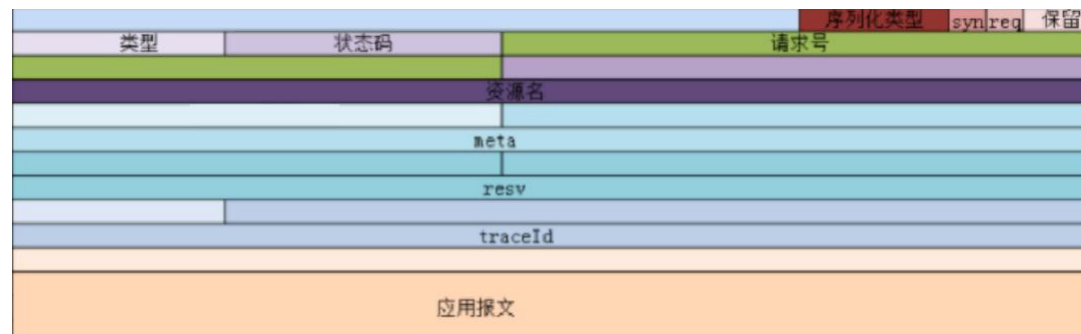 序列化类型 syn req 保留
类型 状态码 请求号
资源名
meta
resv
traceId
应用报文